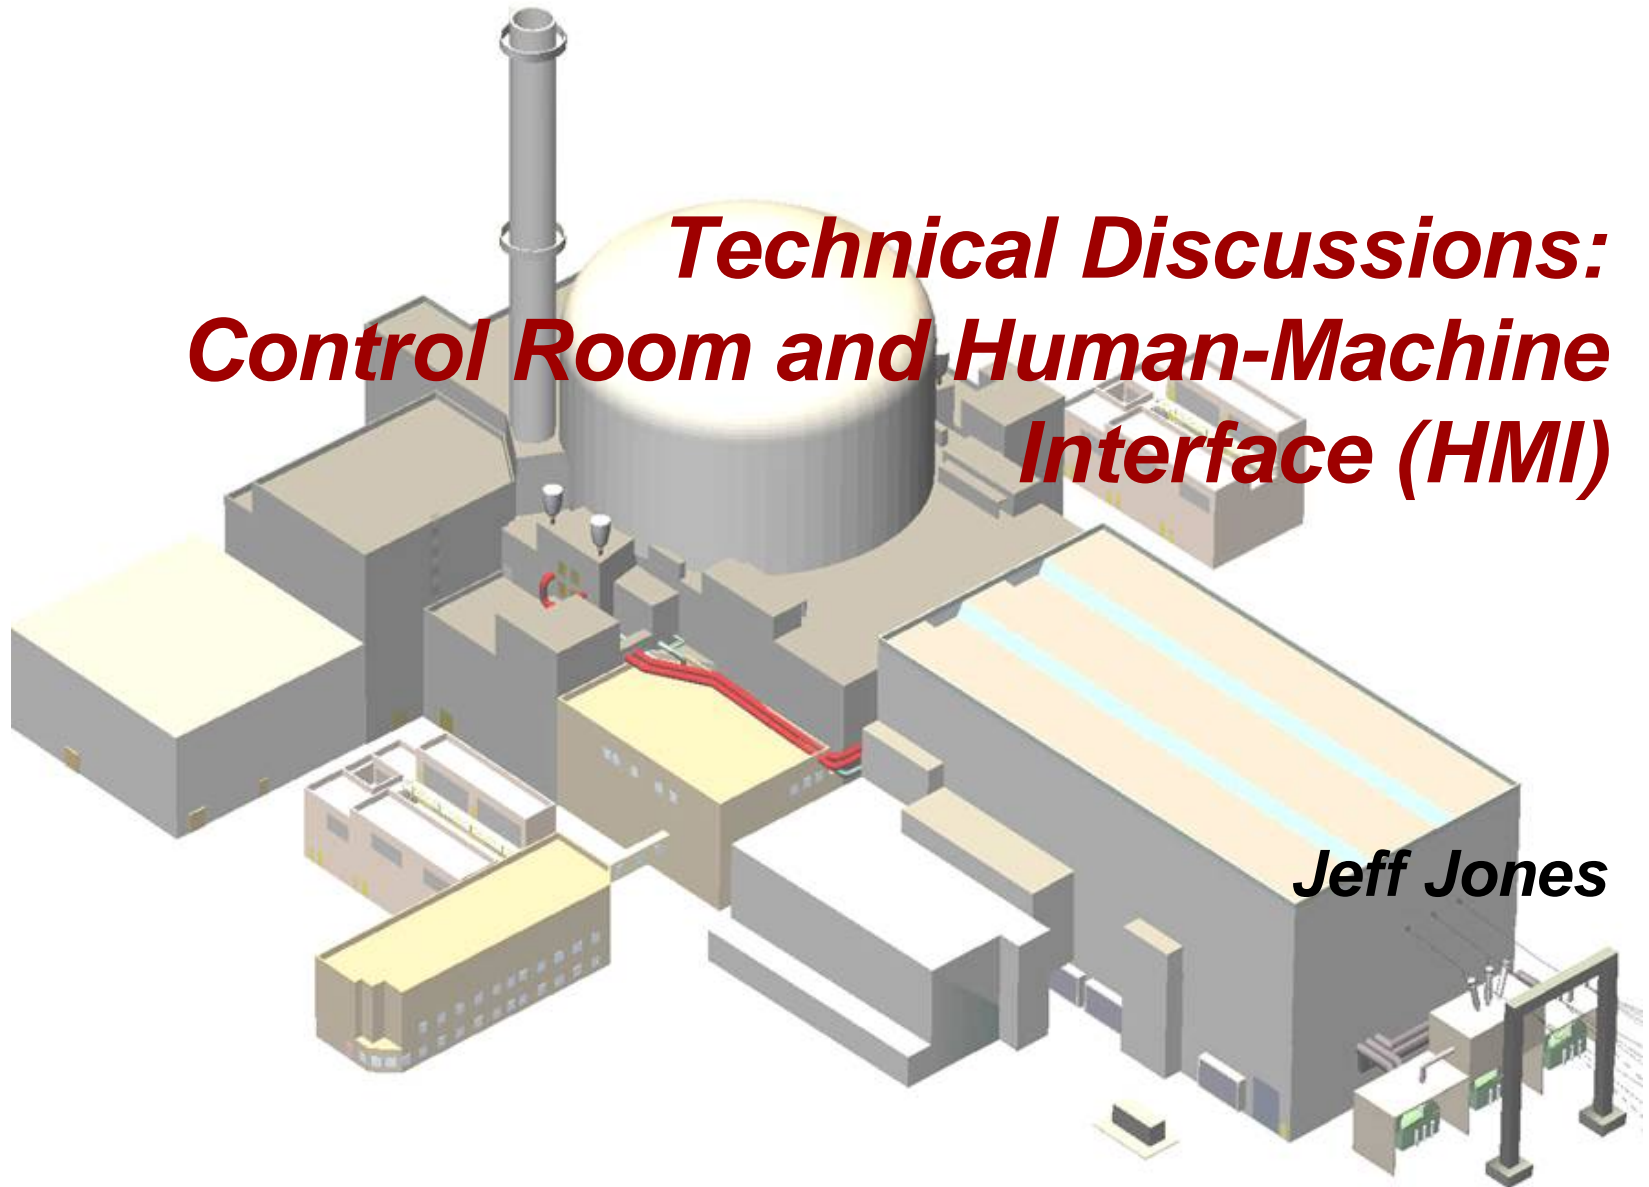 Technical Discussions:
Control Room and Human-Machine
Interface (HMI)
Jeff Jones